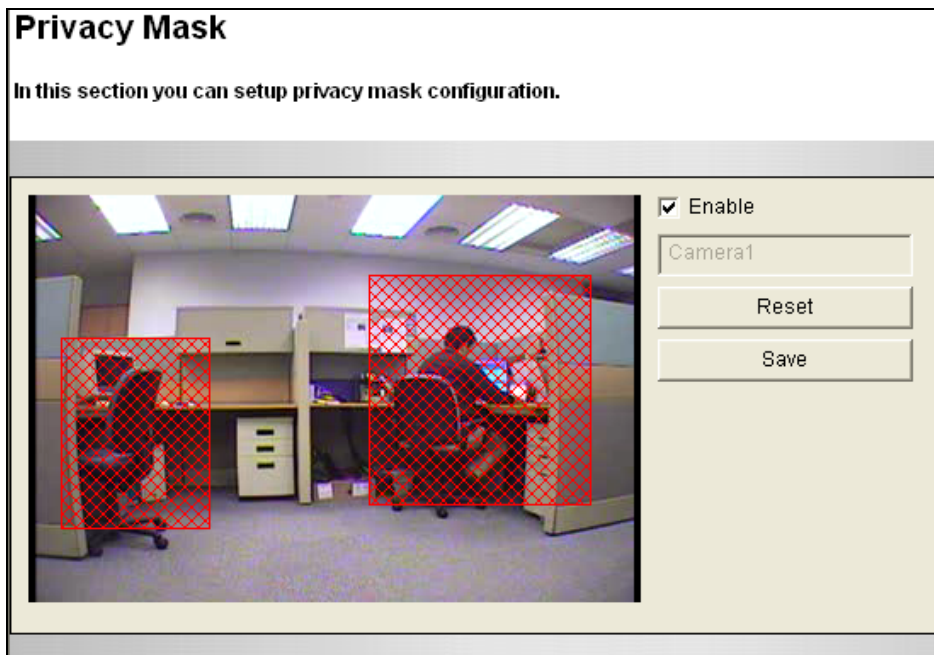 Privacy Mask
In this section you can setup privacy mask configuration.
Enable
Camera1
Reset
Save